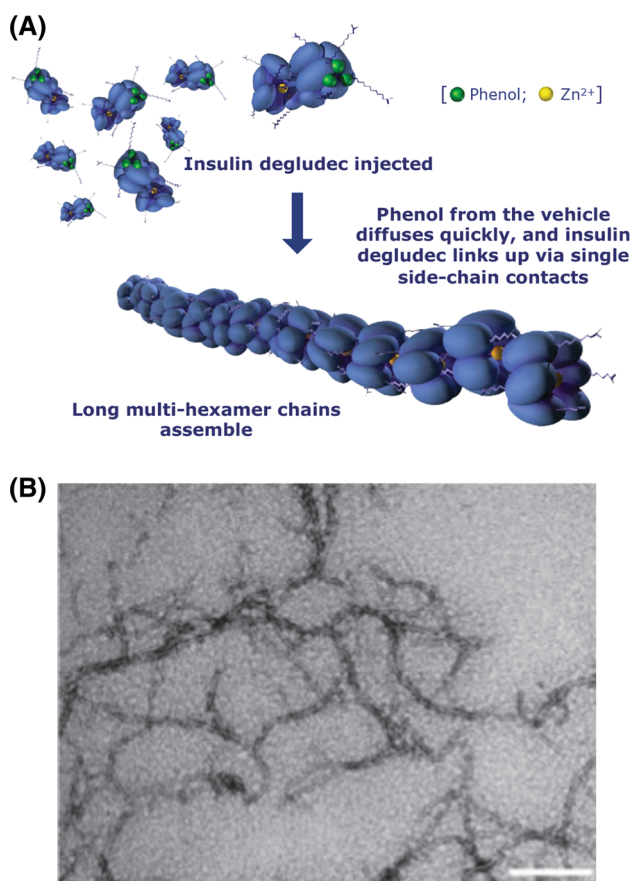 (A)
[ Phenol; Zn²⁺]
Insulin degludec injected
Phenol from the vehicle
diffuses quickly, and insulin
degludec links up via single
side-chain contacts
Long multi-hexamer chains
assemble
(B)